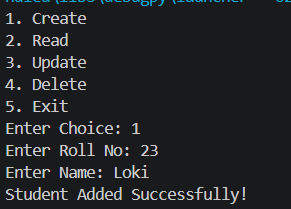 1. Create
2. Read
3. Update
4. Delete
5. Exit
Enter Choice: 1
Enter Roll No: 23
Enter Name: Loki
Student Added Successfully!